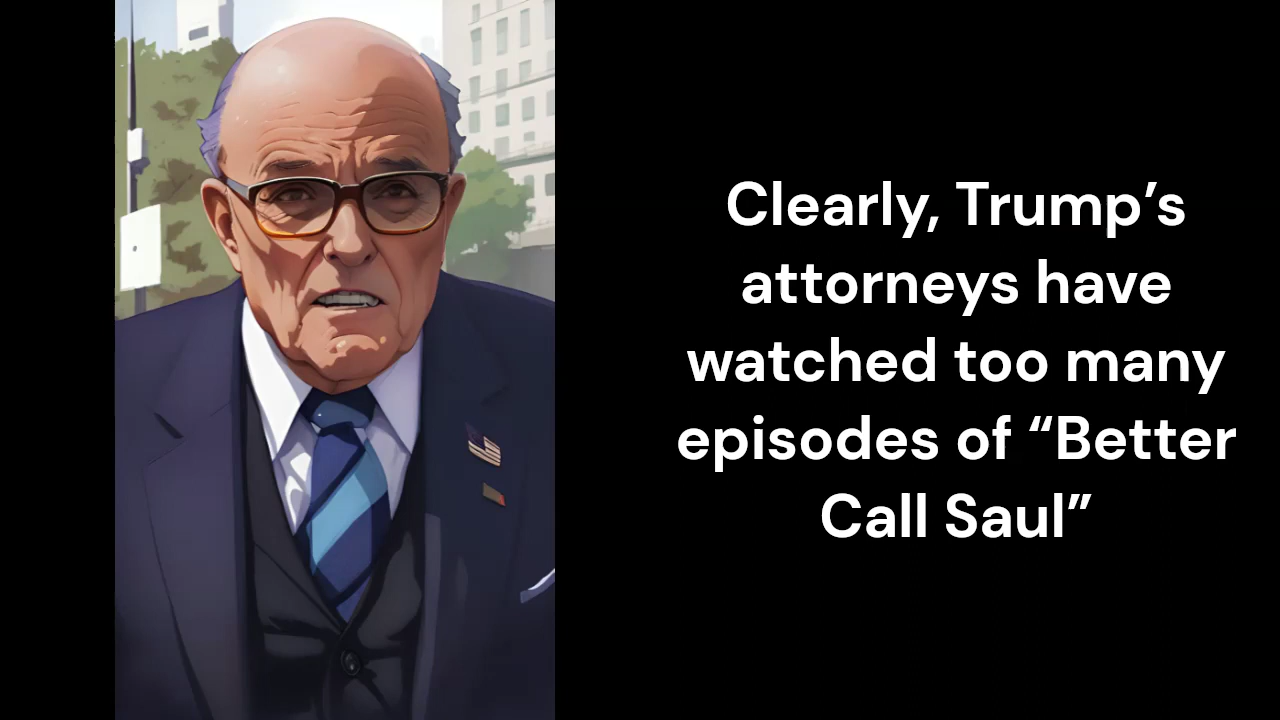 Clearly, Trump’s
attorneys have
watched too many
episodes of “Better
Call Saul”